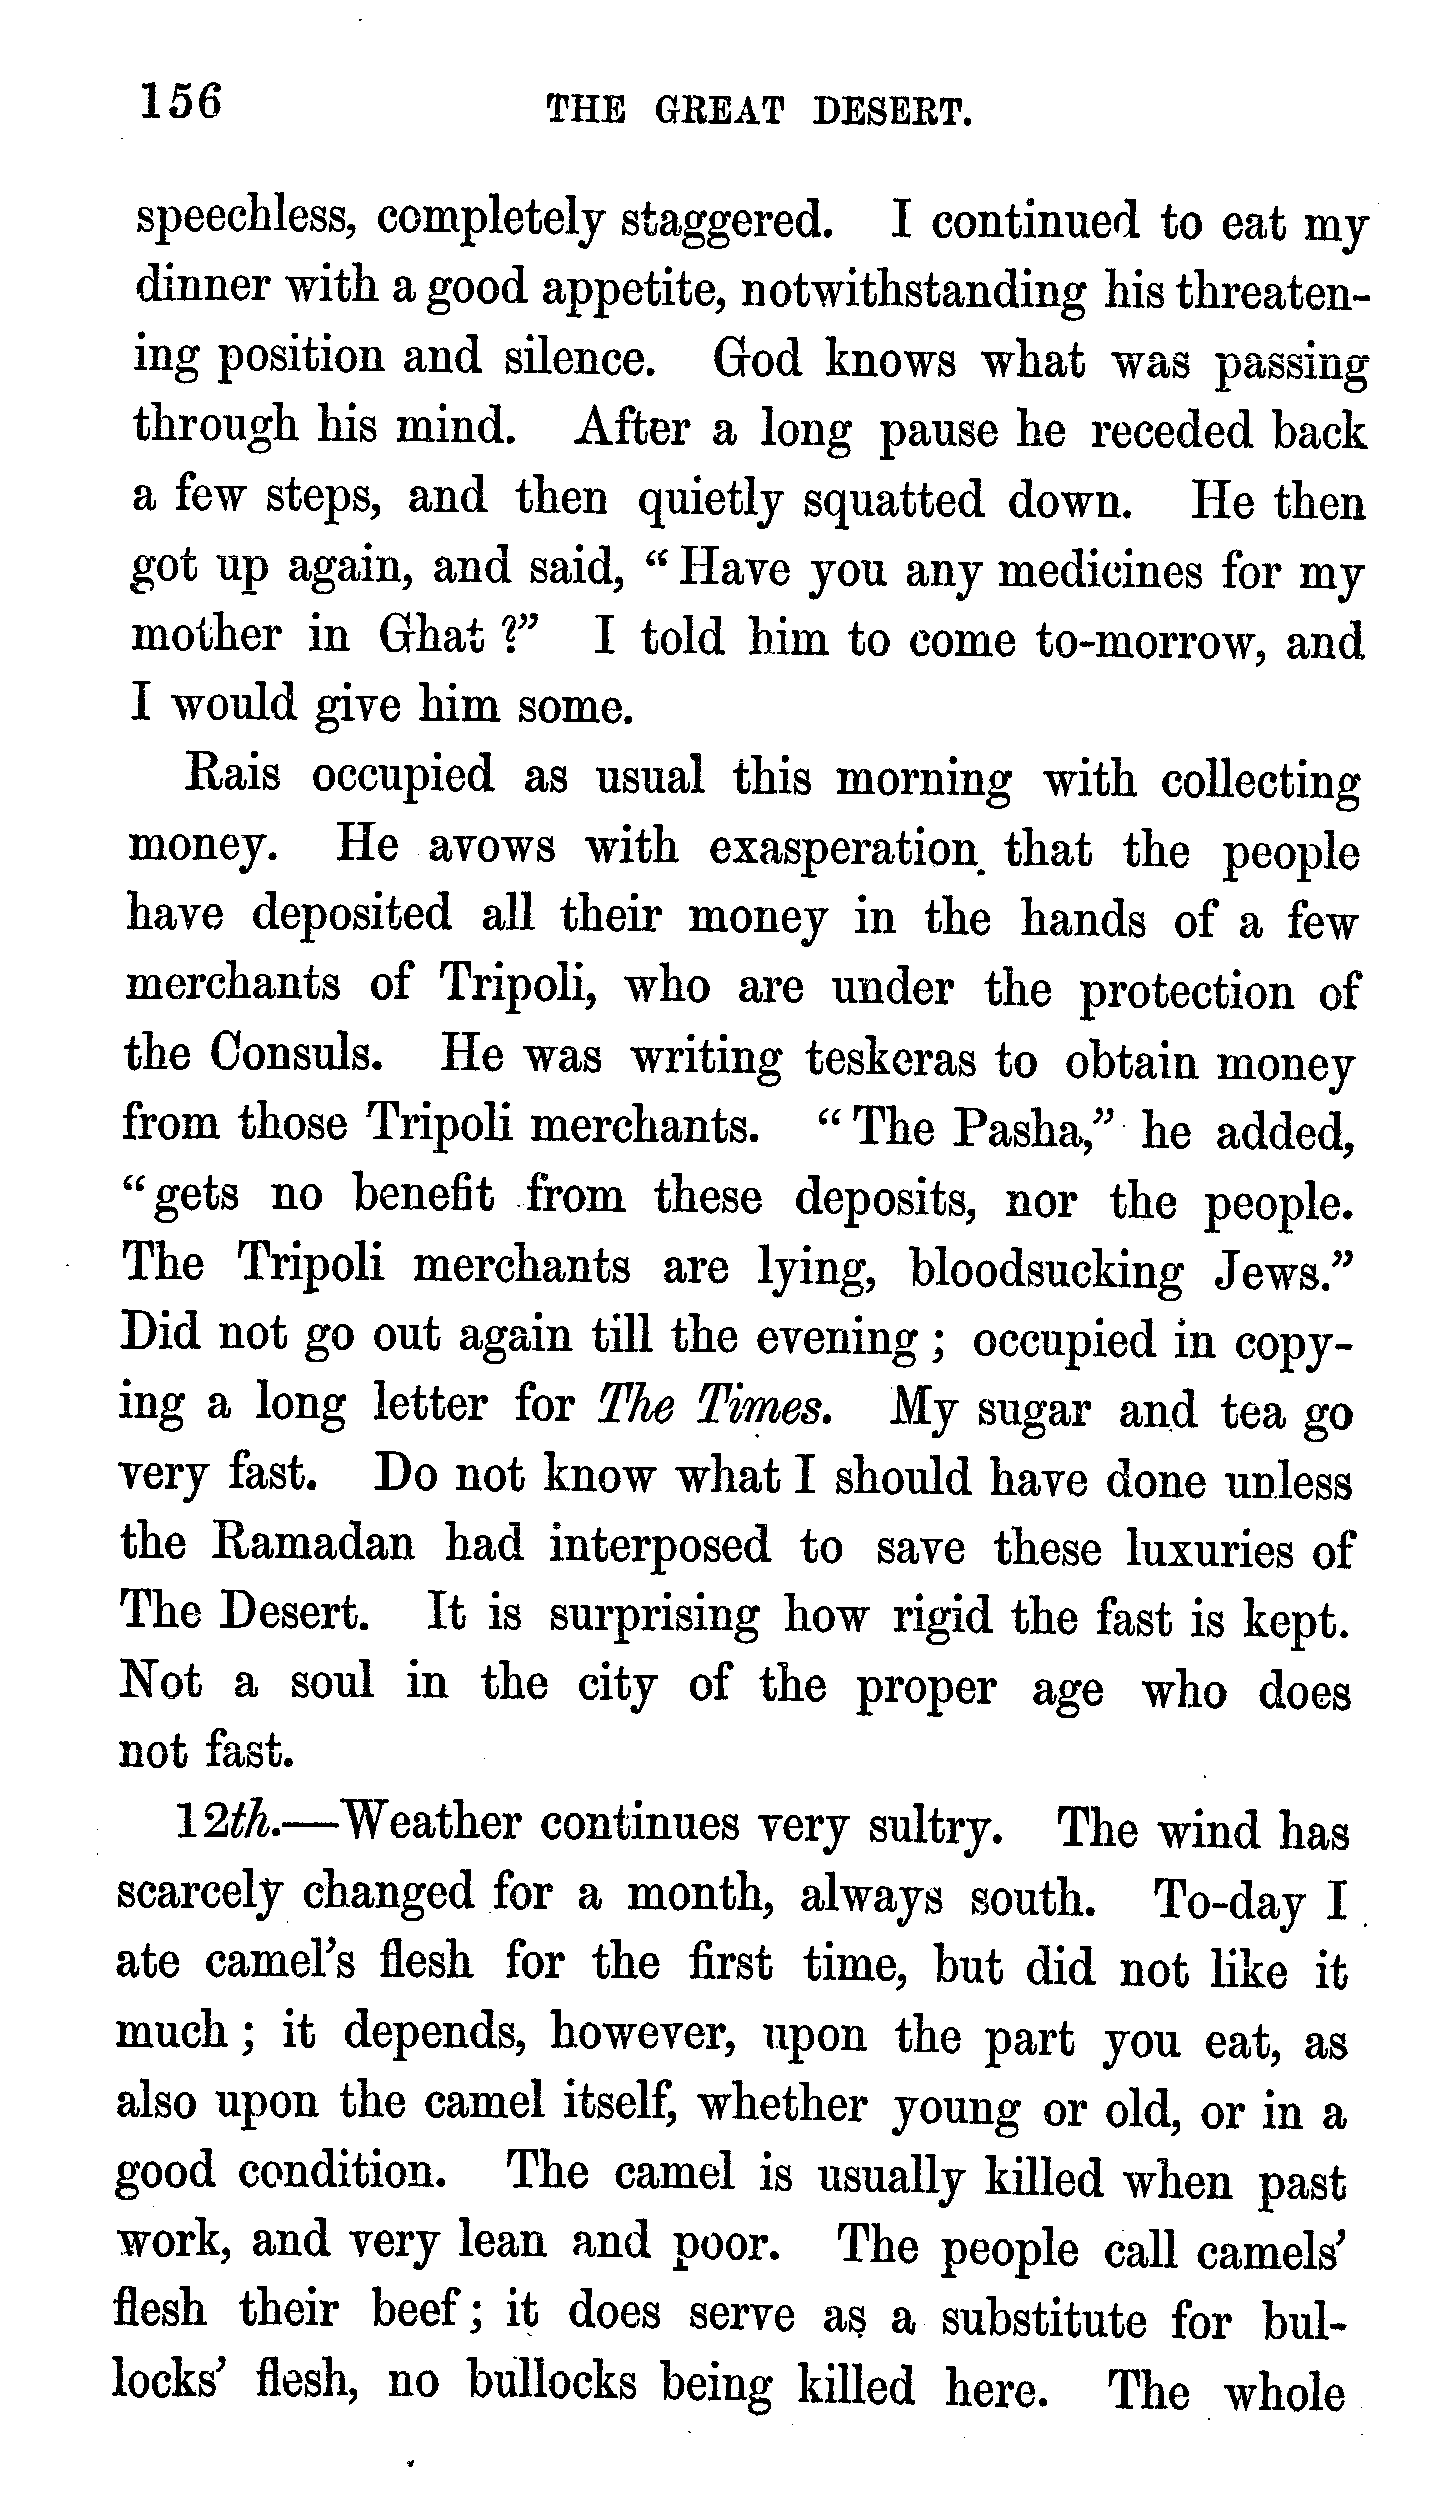 156 THE GREAT DESERT.
speechless, completely staggered. I continued to eat my
dinner with a good appetite, notwithstanding his threaten-
ing position and silence. God knows what was passing
through his mind. After a long pause he receded back
a few steps, and then quietly squatted down. He then
got up again, and said, “Have you any medicines for my
mother in Ghat?” I told him to come to-morrow, and
I would give him some.
Rais occupied as usual this morning with collecting
money. He avows with exasperation that the people
have deposited all their money in the hands of a few
merchants of Tripoli, who are under the protection of
the Consuls. He was writing teskeras to obtain money
from those Tripoli merchants. “The Pasha,” he added,
“gets no benefit from these deposits, nor the people.
The Tripoli merchants are lying, bloodsucking Jews.”
Did not go out again till the evening; occupied in copy-
ing a long letter for The Times. My sugar and tea go
very fast. Do not know what I should have done unless
the Ramadan had interposed to save these luxuries of
The Desert. It is surprising how rigid the fast is kept.
Not a soul in the city of the proper age who does
not fast.
12th.—Weather continues very sultry. The wind has
scarcely changed for a month, always south. To-day I
ate camel’s flesh for the first time, but did not like it
much; it depends, however, upon the part you eat, as
also upon the camel itself, whether young or old, or in a
good condition. The camel is usually killed when past
work, and very lean and poor. The people call camels’
flesh their beef; it does serve as a substitute for bul-
locks’ flesh, no bullocks being killed here. The whole